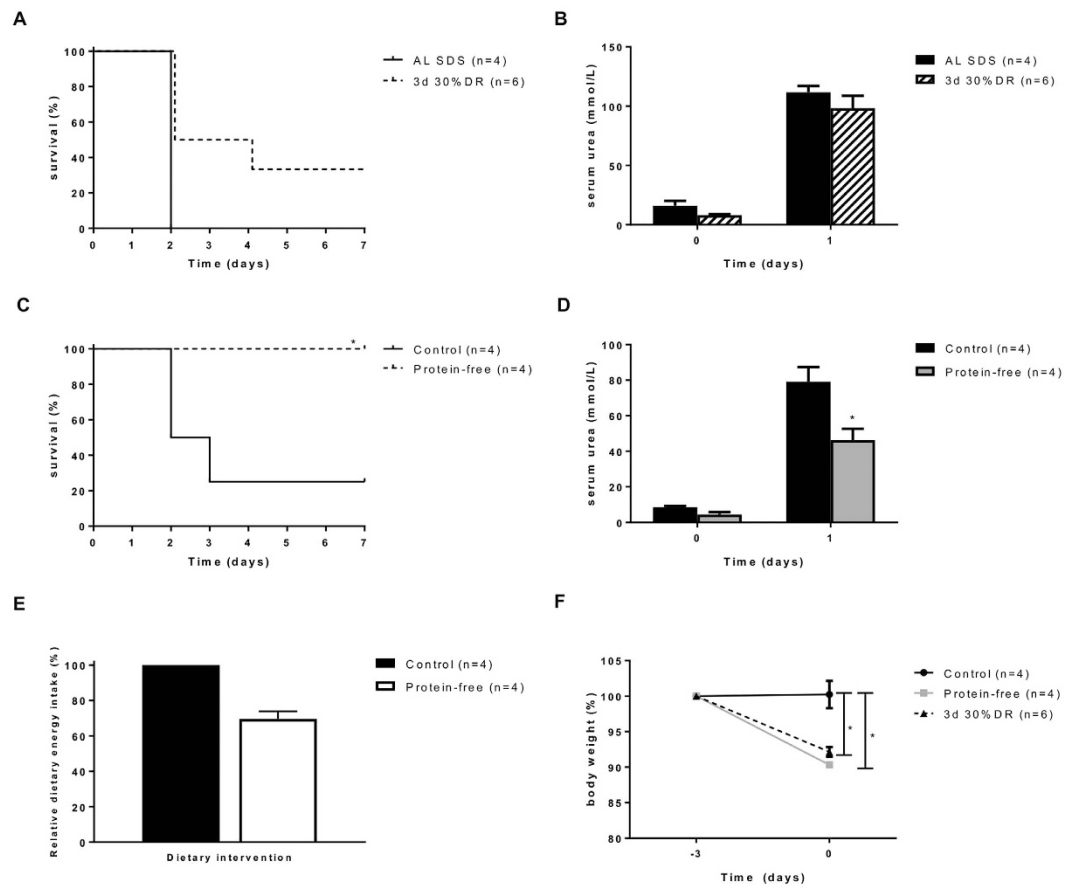 A
survival (%)
100
80
60
40
20
0
0 1 2 3 4 5 6 7
Time (days)
AL SDS (n=4)
3d 30%DR (n=6)
B
serum urea (mmol/L)
150
100
50
0
0 1
Time (days)
AL SDS (n=4)
3d 30%DR (n=6)
C
survival (%)
100
80
60
40
20
0
0 1 2 3 4 5 6 7
Time (days)
*
Control (n=4)
Protein-free (n=4)
D
serum urea (mmol/L)
100
80
60
40
20
0
*
0 1
Time (days)
Control (n=4)
Protein-free (n=4)
E
Relative dietary energy intake (%)
100
80
60
40
20
0
Dietary intervention
Control (n=4)
Protein-free (n=4)
F
body weight (%)
105
100
95
90
85
80
* *
-3 0
Time (days)
Control (n=4)
Protein-free (n=4)
3d 30%DR (n=6)